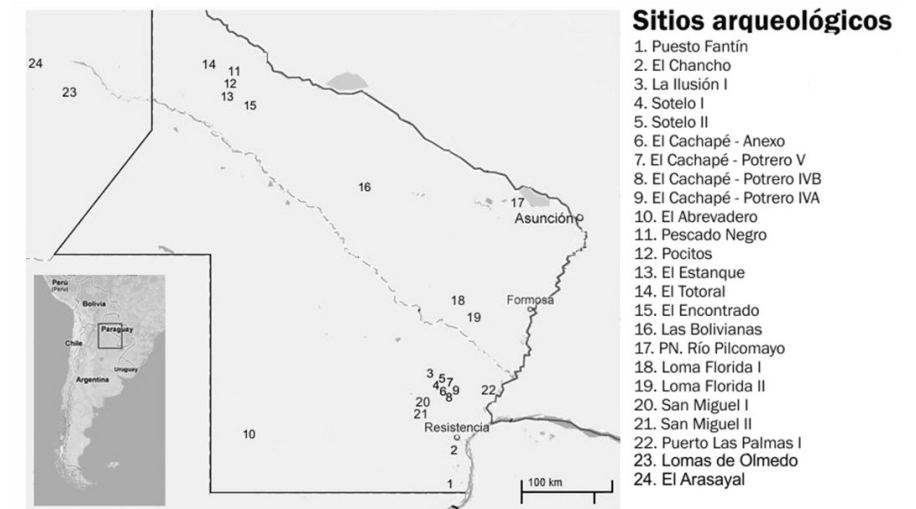 Sitios arqueológicos
1. Puesto Fantín
2. El Chancho
3. La Ilusión I
4. Sotelo I
5. Sotelo II
6. El Cachapé - Anexo
7. El Cachapé - Potrero V
8. El Cachapé - Potrero IVB
9. El Cachapé - Potrero IVA
10. El Abrevadero
11. Pescado Negro
12. Pocitos
13. El Estanque
14. El Totoral
15. El Encontrado
16. Las Bolivianas
17. PN. Río Pilcomayo
18. Loma Florida I
19. Loma Florida II
20. San Miguel I
21. San Miguel II
22. Puerto Las Palmas I
23. Lomas de Olmedo
24. El Arasayal
24
14
11
23
12
13
15
16
17
Asunción
18
Formosa
19
3
5
4
7
6
9
8
22
20
21
Resistencia
10
2
1
100 km
Perú
(Peru)
Bolivia
Paraguay
Chile
Uruguay
Argentina